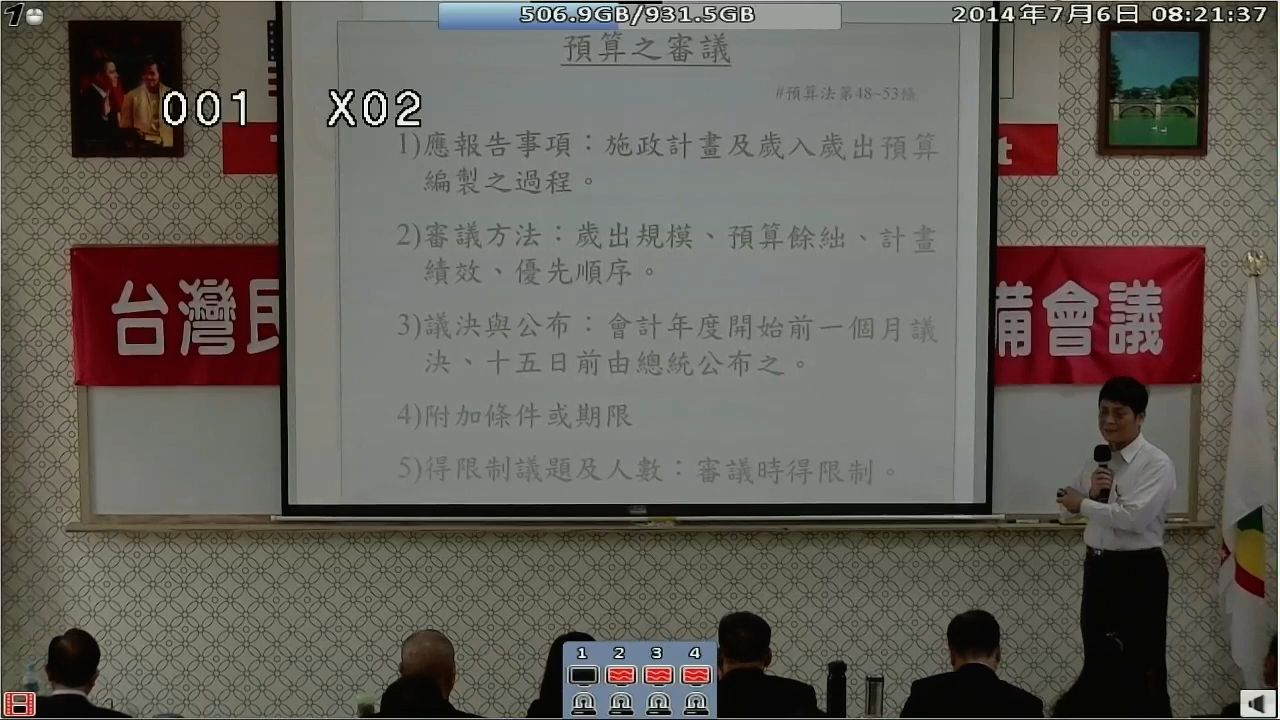 1
506.9GB/931.5GB
2014年7月6日 08:21:37
001 X02
預算之審議
#預算法第48~53條
1)應報告事項：施政計畫及歲入歲出預算
編製之過程。
2)審議方法：歲出規模、預算餘絀、計畫
績效、優先順序。
3)議決與公布：會計年度開始前一個月議
決、十五日前由總統公布之。
4)附加條件或期限
5)得限制議題及人數：審議時得限制。
台灣民
備會議
t
1 2 3 4